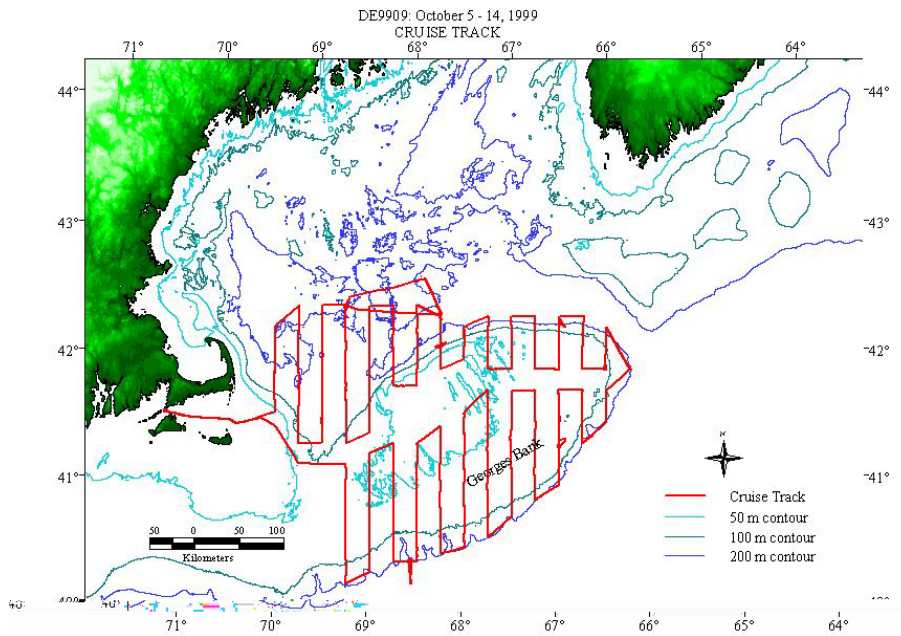 DE9909: October 5 - 14, 1999
CRUISE TRACK
71° 70° 69° 68° 67° 66° 65° 64°
44° 44°
43° 43°
42° 42°
41° 41°
Georges Bank
N
50 0 50 100
Kilometers
Cruise Track
50 m contour
100 m contour
200 m contour
40°
71° 70° 69° 68° 67° 66° 65° 64°